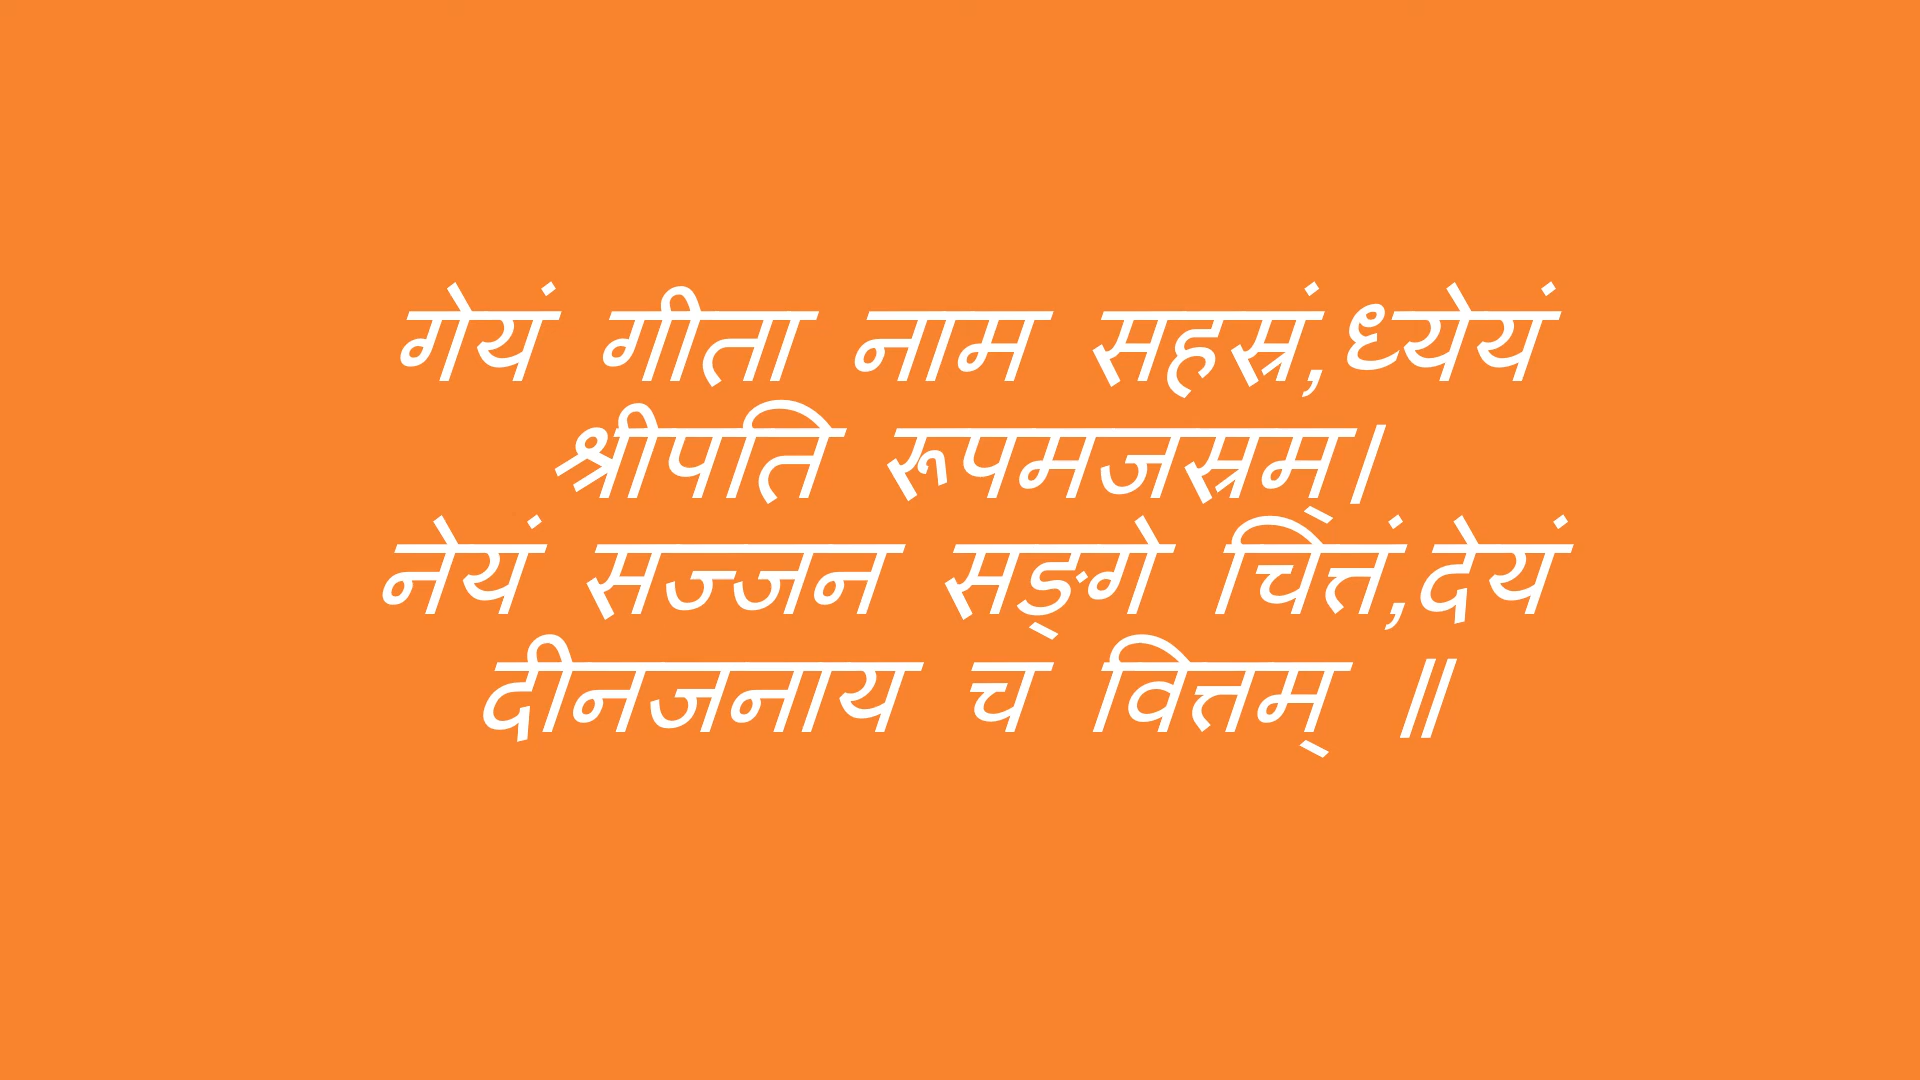 गेयं गीता नाम सहस्रं,ध्येयं
श्रीपति रूपमजस्रम्।
नेयं सज्जन सङ्गे चित्तं,देयं
दीनजनाय च वित्तम् ॥